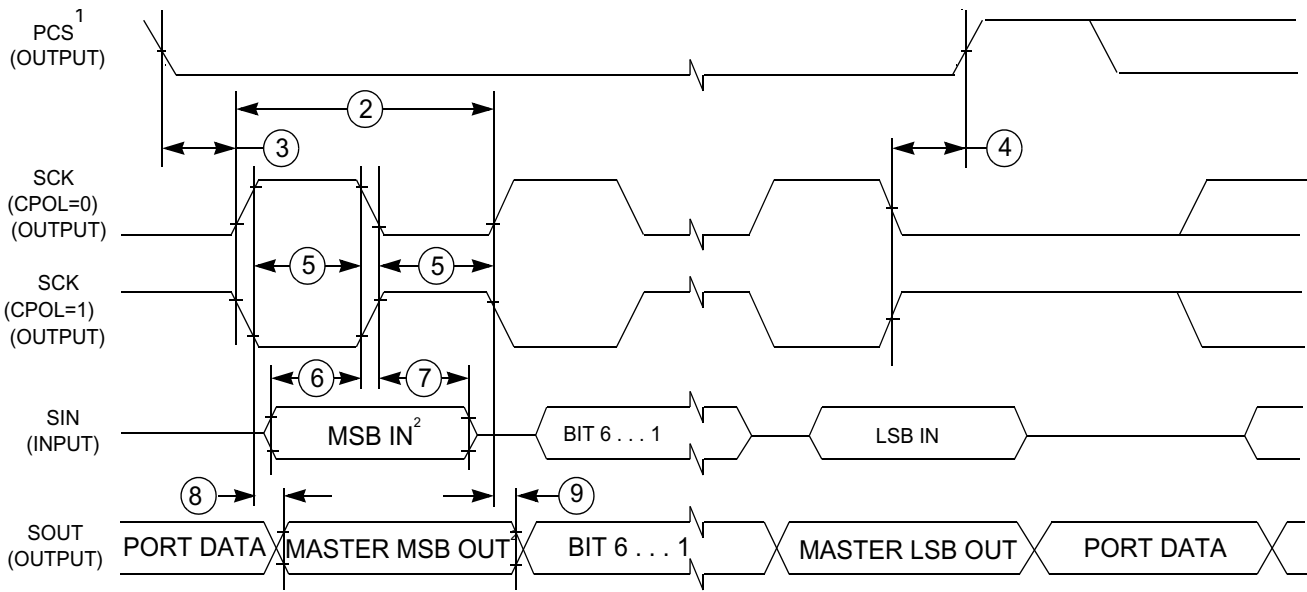 PCS1
(OUTPUT)
2
3
4
SCK
(CPOL=0)
(OUTPUT)
5
5
SCK
(CPOL=1)
(OUTPUT)
6
7
SIN
(INPUT)
MSB IN2
BIT 6 . . . 1
LSB IN
8
9
SOUT
(OUTPUT)
PORT DATA
MASTER MSB OUT2
BIT 6 . . . 1
MASTER LSB OUT
PORT DATA